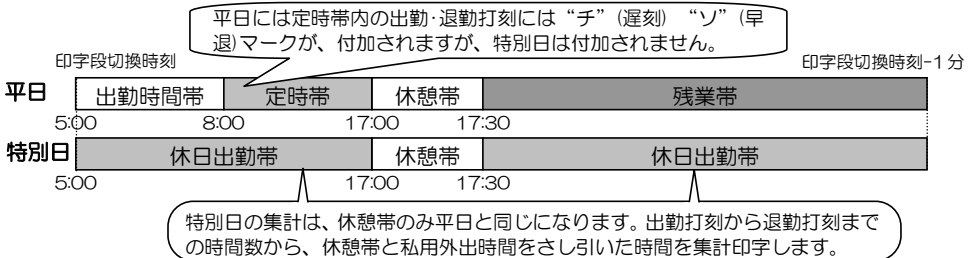 平日には定時帯内の出勤･退勤打刻には“チ”(遅刻) “ソ”(早
退)マークが、付加されますが、特別日は付加されません。
印字段切換時刻
印字段切換時刻-1分
平日
出勤時間帯
定時帯
休憩帯
残業帯
5:00
8:00
17:00
17:30
特別日
休日出勤帯
休憩帯
休日出勤帯
5:00
17:00
17:30
特別日の集計は、休憩帯のみ平日と同じになります。出勤打刻から退勤打刻まで
の時間数から、休憩帯と私用外出時間をさし引いた時間を集計印字します。